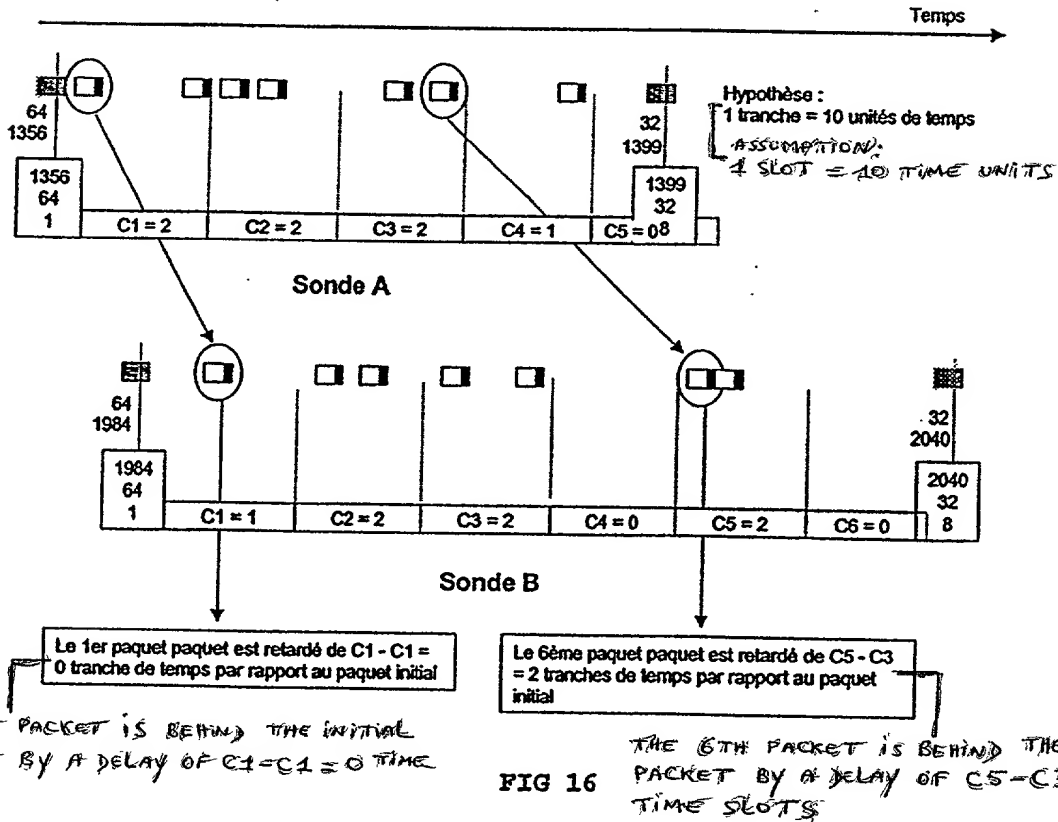 Temps
64
1356
32
1399
Hypothèse :
1 tranche = 10 unités de temps
ASSUMPTION.
1 SLOT = 10 TIME UNITS
1356
64
1
C1 = 2
C2 = 2
C3 = 2
C4 = 1
C5 = 0
1399
32
8
Sonde A
64
1984
32
2040
1984
64
1
C1 = 1
C2 = 2
C3 = 2
C4 = 0
C5 = 2
C6 = 0
2040
32
8
Sonde B
Le 1er paquet paquet est retardé de C1 - C1 =
0 tranche de temps par rapport au paquet initial
Le 6ème paquet paquet est retardé de C5 - C3
= 2 tranches de temps par rapport au paquet
initial
PACKET IS BEHIND THE INITIAL
BY A DELAY OF C1-C1 = 0 TIME
FIG 16
THE 6TH PACKET IS BEHIND THE
PACKET BY A DELAY OF C5-C3
TIME SLOTS